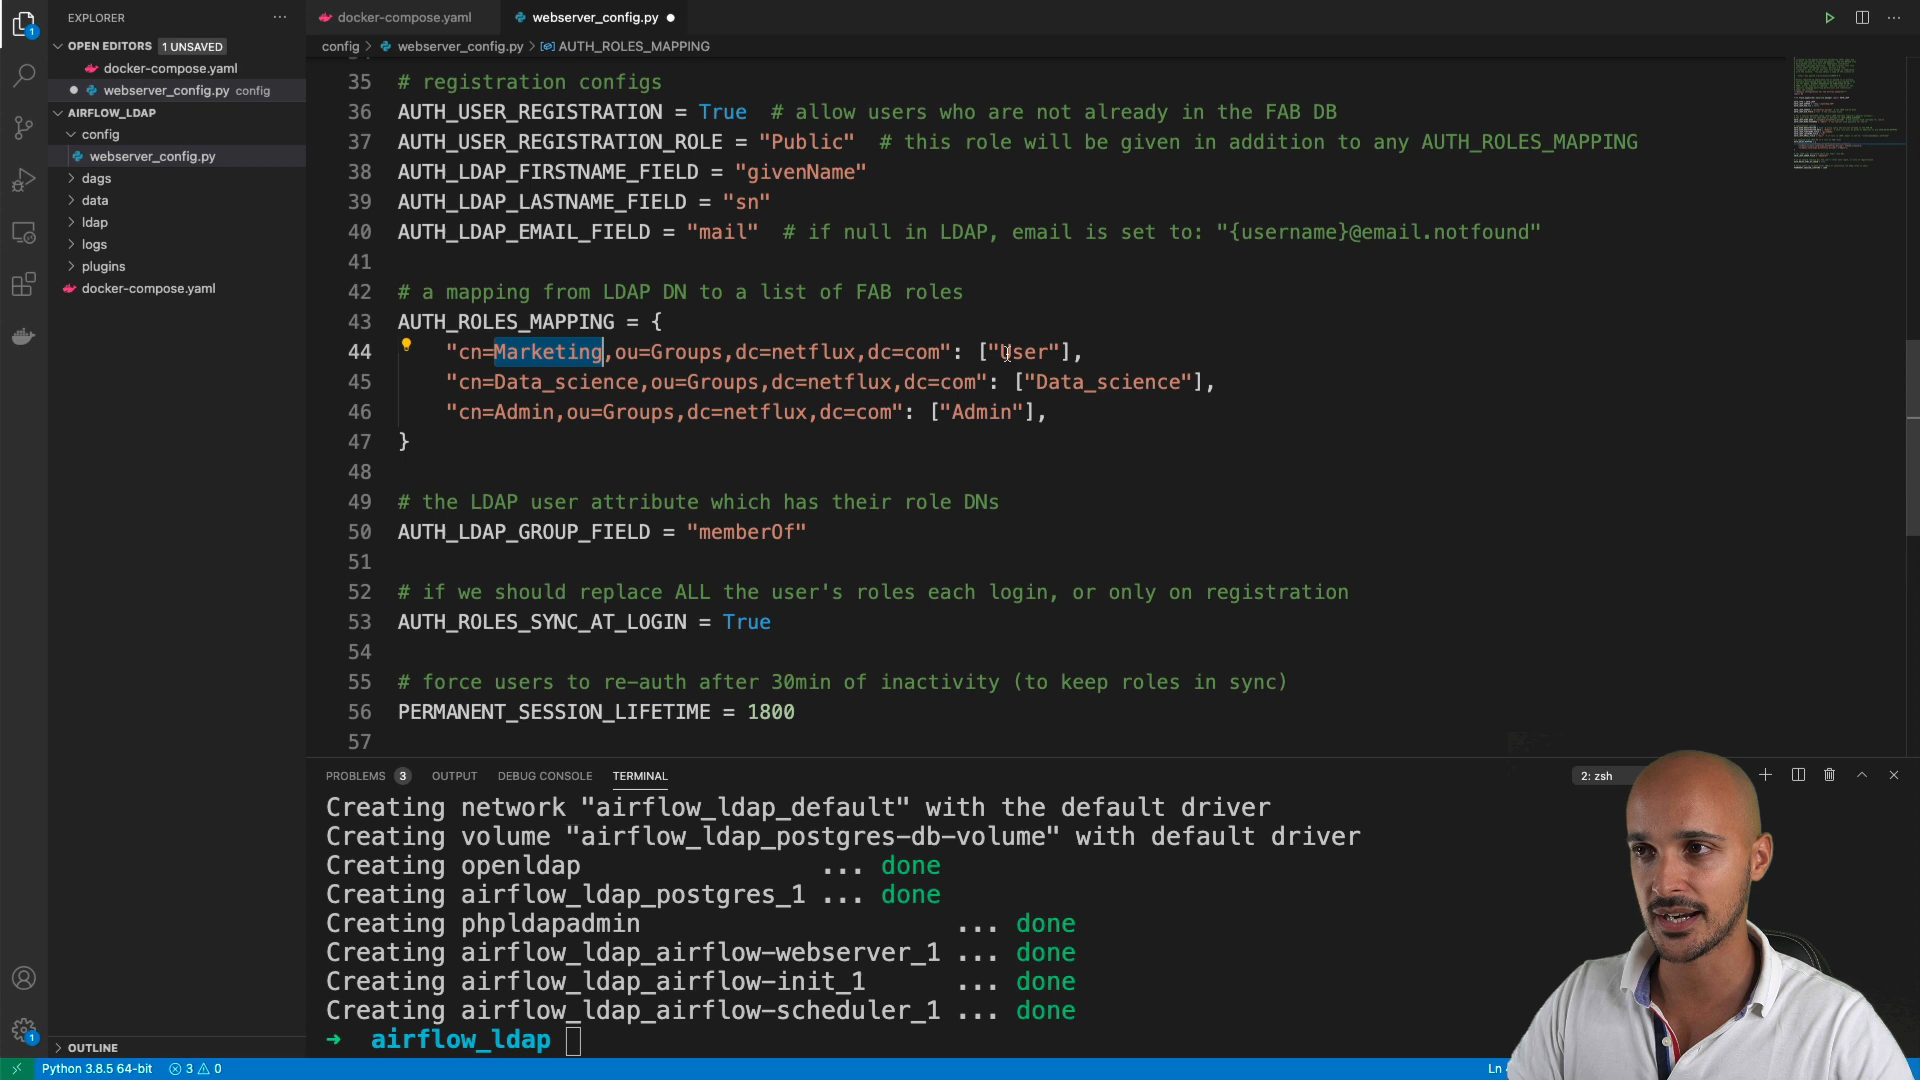 EXPLORER
OPEN EDITORS 1 UNSAVED
docker-compose.yaml
webserver_config.py config
AIRFLOW_LDAP
config
webserver_config.py
dags
data
ldap
logs
plugins
docker-compose.yaml
OUTLINE
1
1
docker-compose.yaml
webserver_config.py
config > webserver_config.py > AUTH_ROLES_MAPPING
35 # registration configs
36 AUTH_USER_REGISTRATION = True # allow users who are not already in the FAB DB
37 AUTH_USER_REGISTRATION_ROLE = "Public" # this role will be given in addition to any AUTH_ROLES_MAPPING
38 AUTH_LDAP_FIRSTNAME_FIELD = "givenName"
39 AUTH_LDAP_LASTNAME_FIELD = "sn"
40 AUTH_LDAP_EMAIL_FIELD = "mail" # if null in LDAP, email is set to: "{username}@email.notfound"
41
42 # a mapping from LDAP DN to a list of FAB roles
43 AUTH_ROLES_MAPPING = {
44 "cn=Marketing,ou=Groups,dc=netflux,dc=com": ["User"],
45 "cn=Data_science,ou=Groups,dc=netflux,dc=com": ["Data_science"],
46 "cn=Admin,ou=Groups,dc=netflux,dc=com": ["Admin"],
47 }
48
49 # the LDAP user attribute which has their role DNs
50 AUTH_LDAP_GROUP_FIELD = "memberOf"
51
52 # if we should replace ALL the user's roles each login, or only on registration
53 AUTH_ROLES_SYNC_AT_LOGIN = True
54
55 # force users to re-auth after 30min of inactivity (to keep roles in sync)
56 PERMANENT_SESSION_LIFETIME = 1800
57
PROBLEMS 3 OUTPUT DEBUG CONSOLE TERMINAL 2: zsh
Creating network "airflow_ldap_default" with the default driver
Creating volume "airflow_ldap_postgres-db-volume" with default driver
Creating openldap ... done
Creating airflow_ldap_postgres_1 ... done
Creating phpldapadmin ... done
Creating airflow_ldap_airflow-webserver_1 ... done
Creating airflow_ldap_airflow-init_1 ... done
Creating airflow_ldap_airflow-scheduler_1 ... done
→ airflow_ldap
Python 3.8.5 64-bit 3 0 Ln